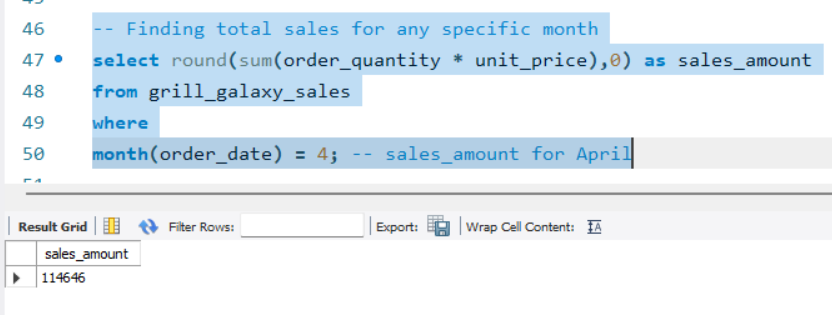 46 -- Finding total sales for any specific month
47 select round(sum(order_quantity * unit_price),0) as sales_amount
48 from grill_galaxy_sales
49 where
50 month(order_date) = 4; -- sales_amount for April
Result Grid Filter Rows: Export: Wrap Cell Content:
sales_amount
114646